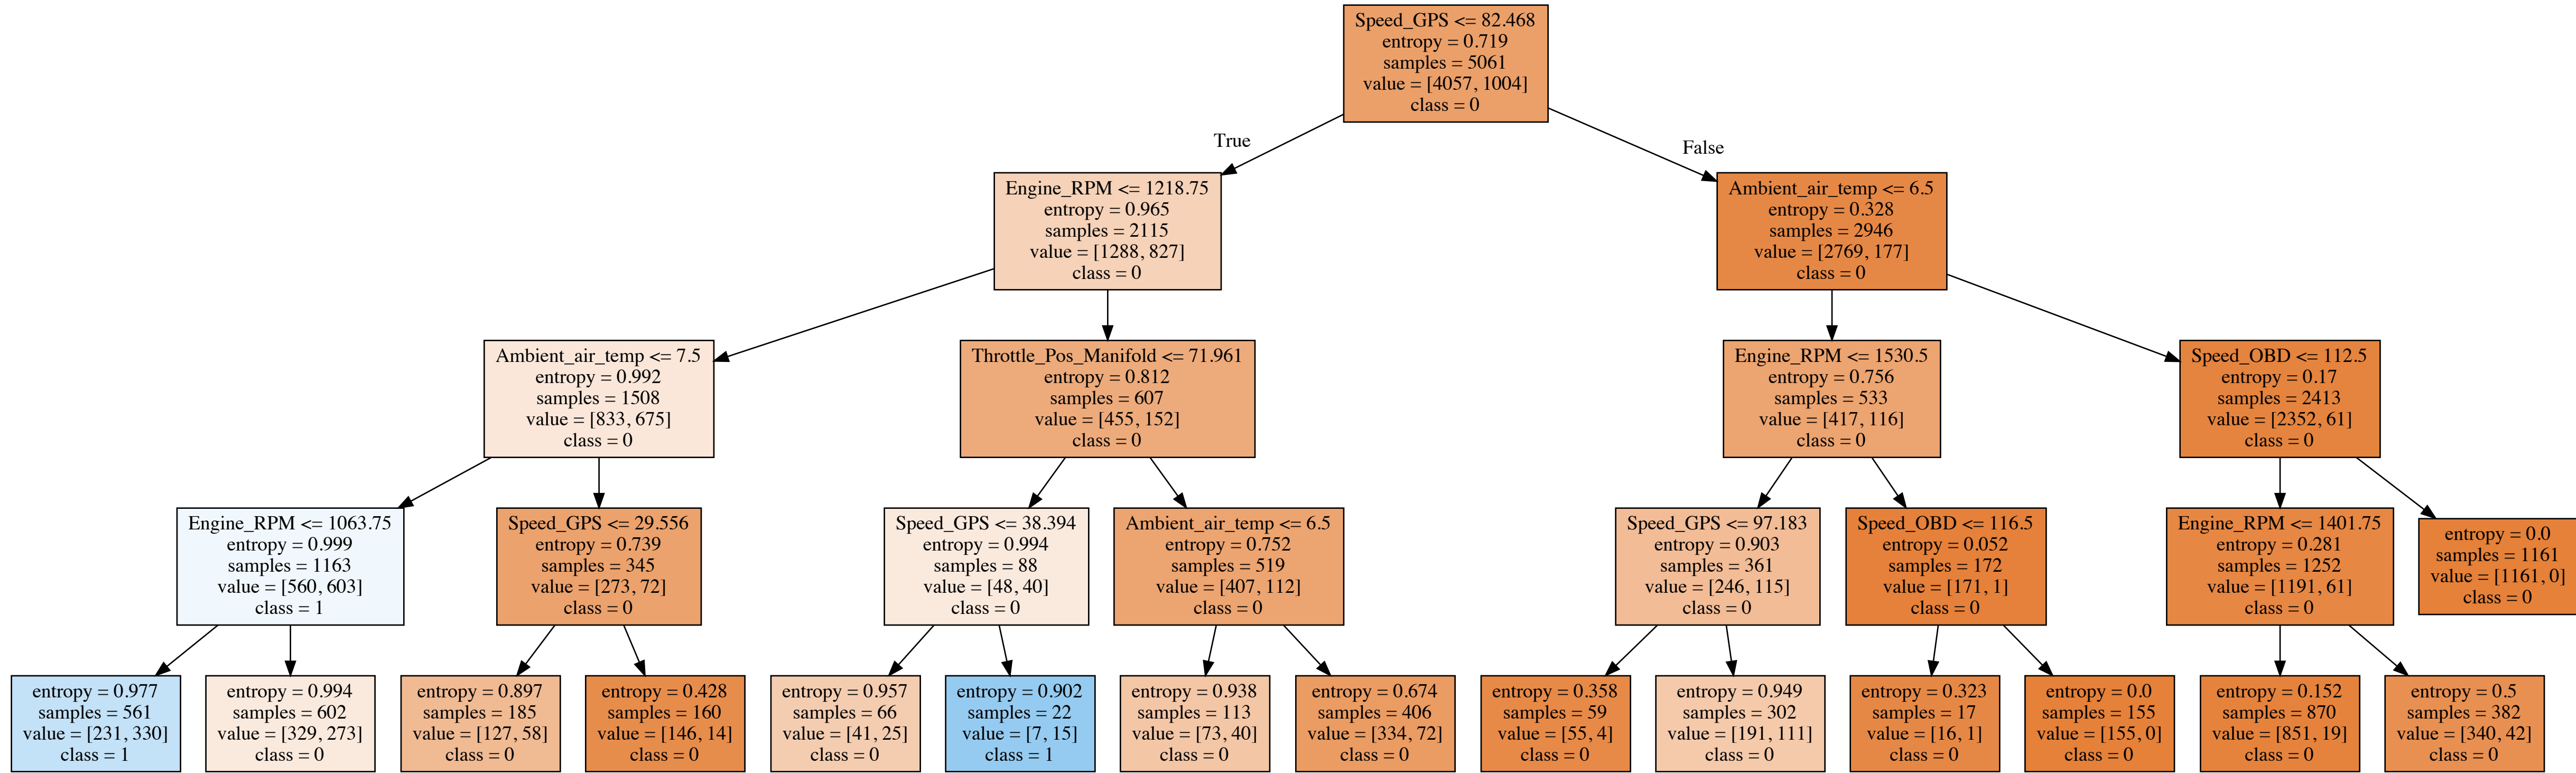 Speed_GPS <= 82.468
entropy = 0.719
samples = 5061
value = [4057, 1004]
class = 0
True
False
Engine_RPM <= 1218.75
entropy = 0.965
samples = 2115
value = [1288, 827]
class = 0
Ambient_air_temp <= 6.5
entropy = 0.328
samples = 2946
value = [2769, 177]
class = 0
Ambient_air_temp <= 7.5
entropy = 0.992
samples = 1508
value = [833, 675]
class = 0
Throttle_Pos_Manifold <= 71.961
entropy = 0.812
samples = 607
value = [455, 152]
class = 0
Engine_RPM <= 1530.5
entropy = 0.756
samples = 533
value = [417, 116]
class = 0
Speed_OBD <= 112.5
entropy = 0.17
samples = 2413
value = [2352, 61]
class = 0
Engine_RPM <= 1063.75
entropy = 0.999
samples = 1163
value = [560, 603]
class = 1
Speed_GPS <= 29.556
entropy = 0.739
samples = 345
value = [273, 72]
class = 0
Speed_GPS <= 38.394
entropy = 0.994
samples = 88
value = [48, 40]
class = 0
Ambient_air_temp <= 6.5
entropy = 0.752
samples = 519
value = [407, 112]
class = 0
Speed_GPS <= 97.183
entropy = 0.903
samples = 361
value = [246, 115]
class = 0
Speed_OBD <= 116.5
entropy = 0.052
samples = 172
value = [171, 1]
class = 0
Engine_RPM <= 1401.75
entropy = 0.281
samples = 1252
value = [1191, 61]
class = 0
entropy = 0.0
samples = 1161
value = [1161, 0]
class = 0
entropy = 0.977
samples = 561
value = [231, 330]
class = 1
entropy = 0.994
samples = 602
value = [329, 273]
class = 0
entropy = 0.897
samples = 185
value = [127, 58]
class = 0
entropy = 0.428
samples = 160
value = [146, 14]
class = 0
entropy = 0.957
samples = 66
value = [41, 25]
class = 0
entropy = 0.902
samples = 22
value = [7, 15]
class = 1
entropy = 0.938
samples = 113
value = [73, 40]
class = 0
entropy = 0.674
samples = 406
value = [334, 72]
class = 0
entropy = 0.358
samples = 59
value = [55, 4]
class = 0
entropy = 0.949
samples = 302
value = [191, 111]
class = 0
entropy = 0.323
samples = 17
value = [16, 1]
class = 0
entropy = 0.0
samples = 155
value = [155, 0]
class = 0
entropy = 0.152
samples = 870
value = [851, 19]
class = 0
entropy = 0.5
samples = 382
value = [340, 42]
class = 0